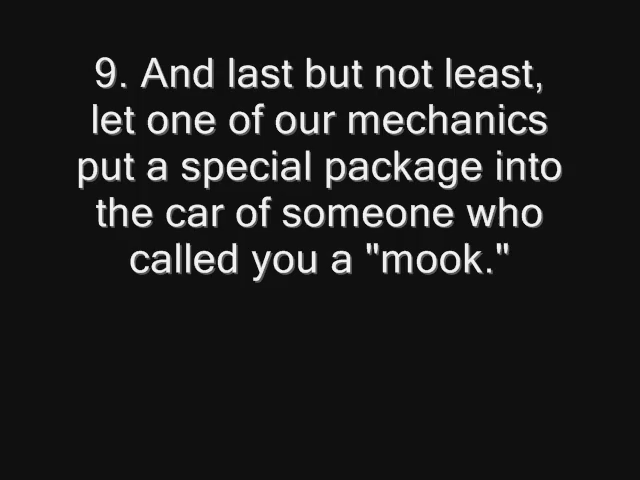 9. And last but not least,
let one of our mechanics
put a special package into
the car of someone who
called you a "mook."